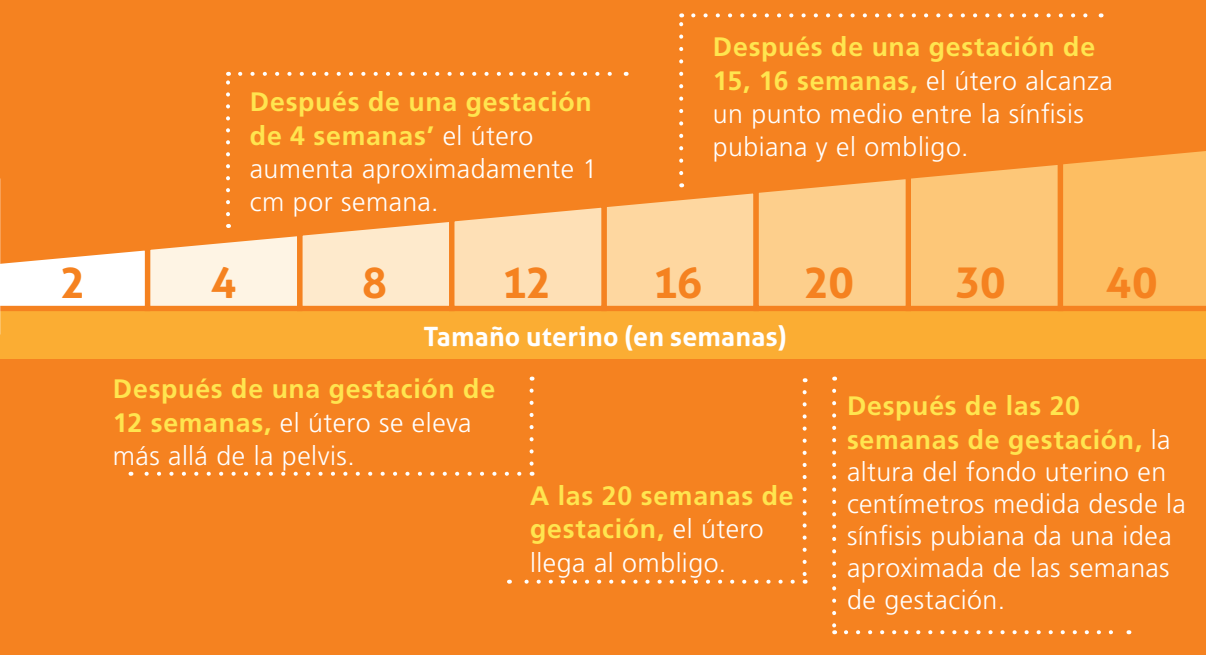 Después de una gestación
de 4 semanas’ el útero
aumenta aproximadamente 1
cm por semana.
Después de una gestación de
15, 16 semanas, el útero alcanza
un punto medio entre la sínfisis
pubiana y el ombligo.
2 4 8 12 16 20 30 40
Tamaño uterino (en semanas)
Después de una gestación de
12 semanas, el útero se eleva
más allá de la pelvis.
A las 20 semanas de
gestación, el útero
llega al ombligo.
Después de las 20
semanas de gestación, la
altura del fondo uterino en
centímetros medida desde la
sínfisis pubiana da una idea
aproximada de las semanas
de gestación.